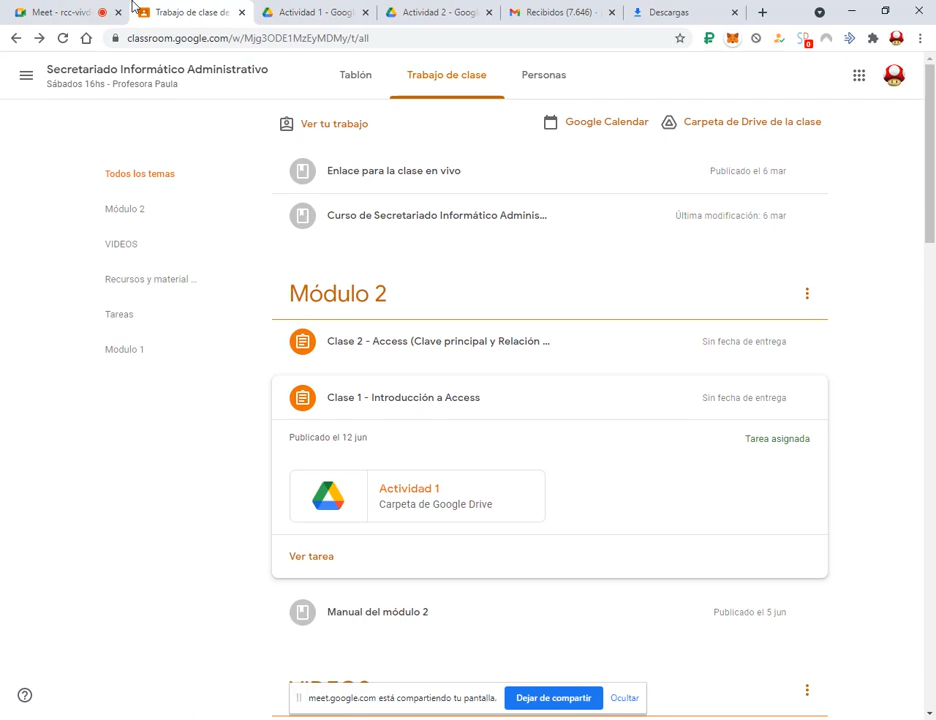 Meet - rcc-vivd
Trabajo de clase de
Actividad 1 - Googl
Actividad 2 - Googl
Recibidos (7.646) -
Descargas
classroom.google.com/w/Mjg3ODE1MzEyMDMy/t/all
Secretariado Informático Administrativo
Sábados 16hs - Profesora Paula
Tablón
Trabajo de clase
Personas
Ver tu trabajo
Google Calendar
Carpeta de Drive de la clase
Todos los temas
Módulo 2
VIDEOS
Recursos y material ...
Tareas
Modulo 1
Enlace para la clase en vivo
Publicado el 6 mar
Curso de Secretariado Informático Adminis...
Última modificación: 6 mar
Módulo 2
Clase 2 - Access (Clave principal y Relación ...
Sin fecha de entrega
Clase 1 - Introducción a Access
Sin fecha de entrega
Publicado el 12 jun
Tarea asignada
Actividad 1
Carpeta de Google Drive
Ver tarea
Manual del módulo 2
Publicado el 5 jun
VIDEOS
meet.google.com está compartiendo tu pantalla.
Dejar de compartir
Ocultar